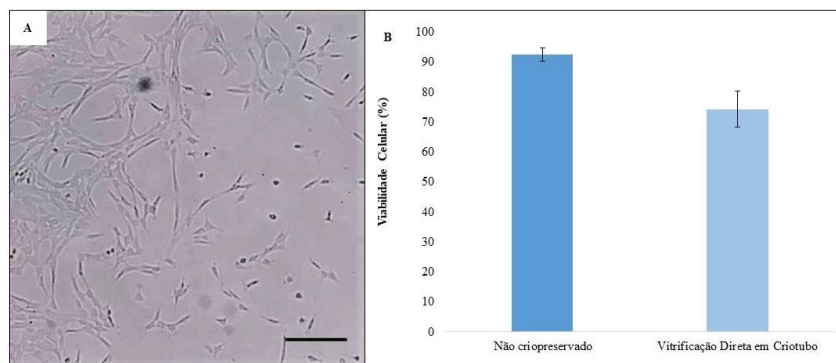 A
B
Viabilidade Celular (%)
100
90
80
70
60
50
40
30
20
10
0
Não criopreservado
Vitrificação Direta em Criotubo